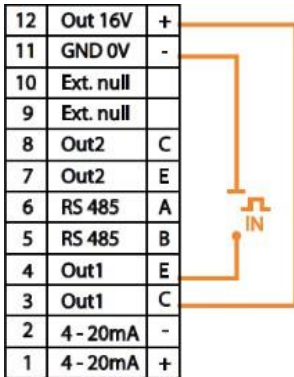 12 Out 16V +
11 GND 0V -
10 Ext. null
9 Ext. null
8 Out2 C
7 Out2 E
6 RS 485 A
5 RS 485 B
4 Out1 E
3 Out1 C
2 4 - 20mA -
1 4 - 20mA +
IN